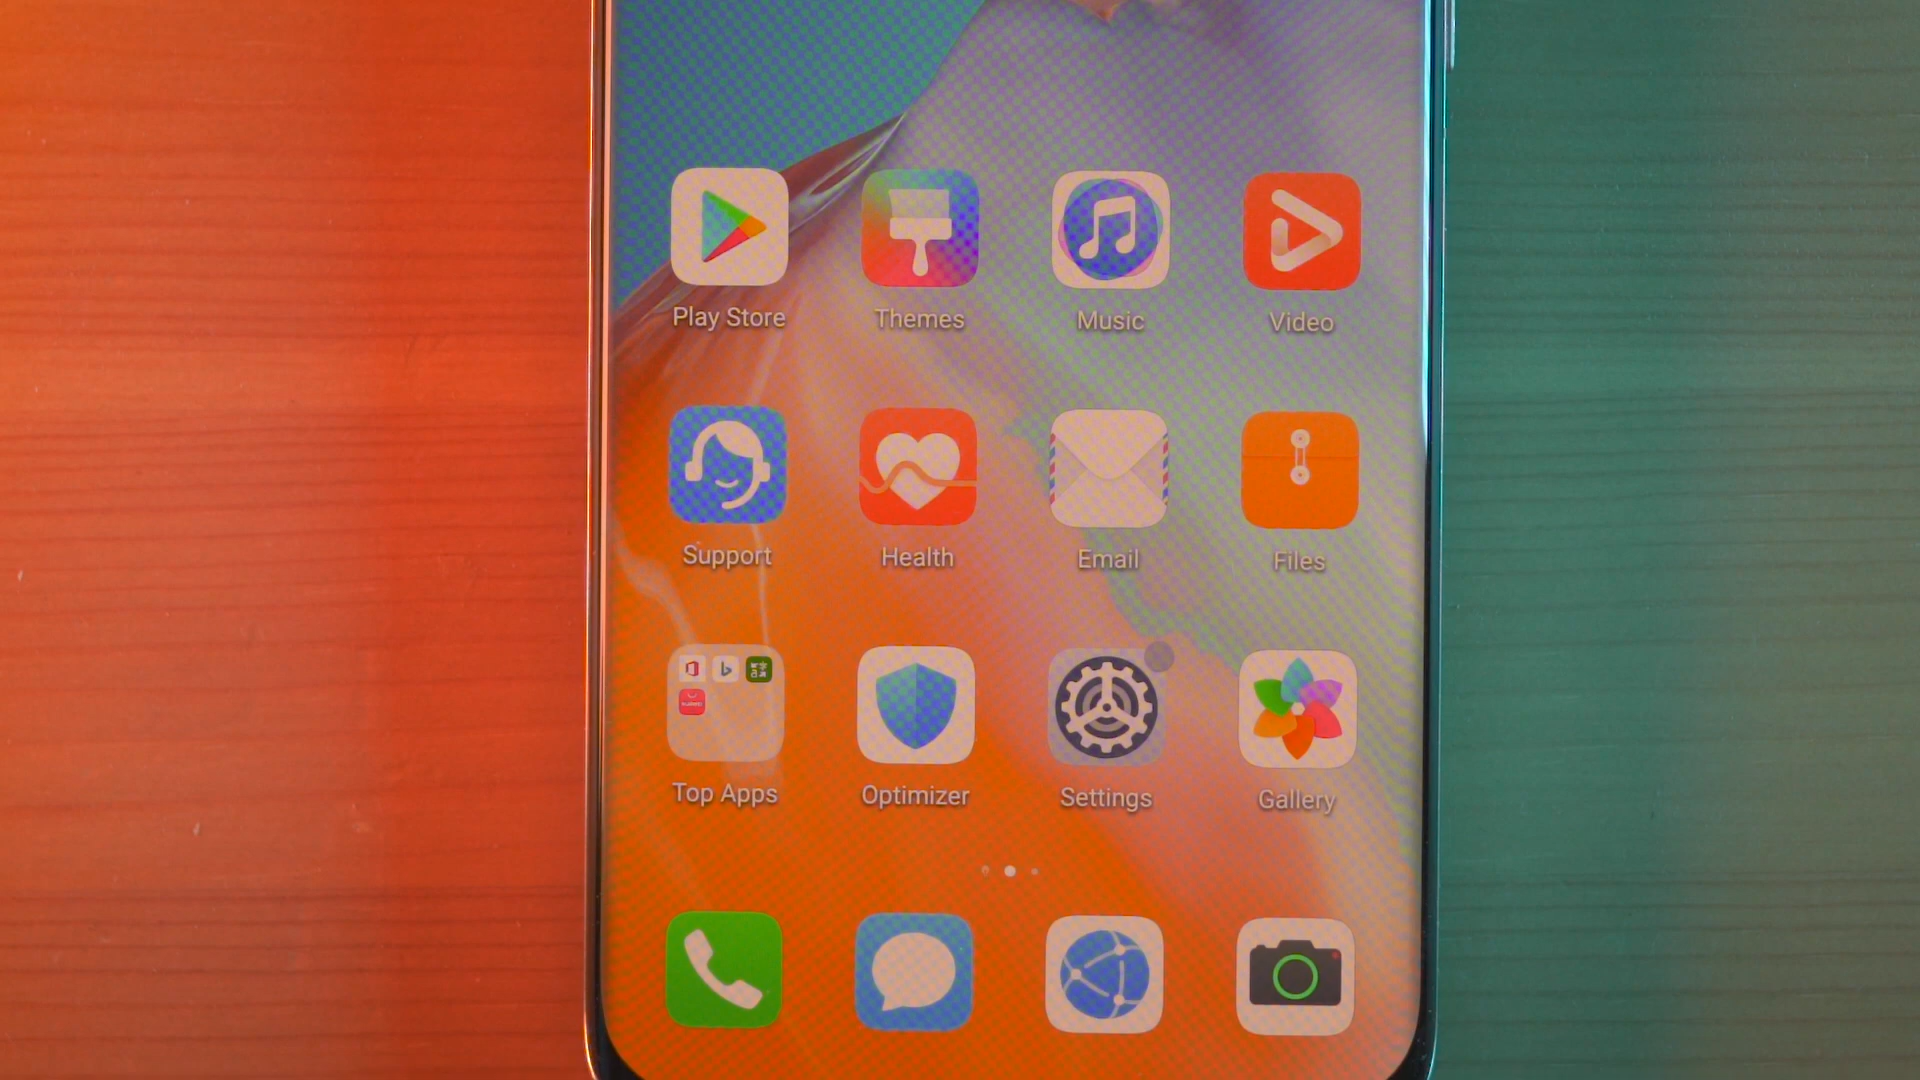 Play Store
Themes
Music
Video
Support
Health
Email
Files
Top Apps
Optimizer
Settings
Gallery